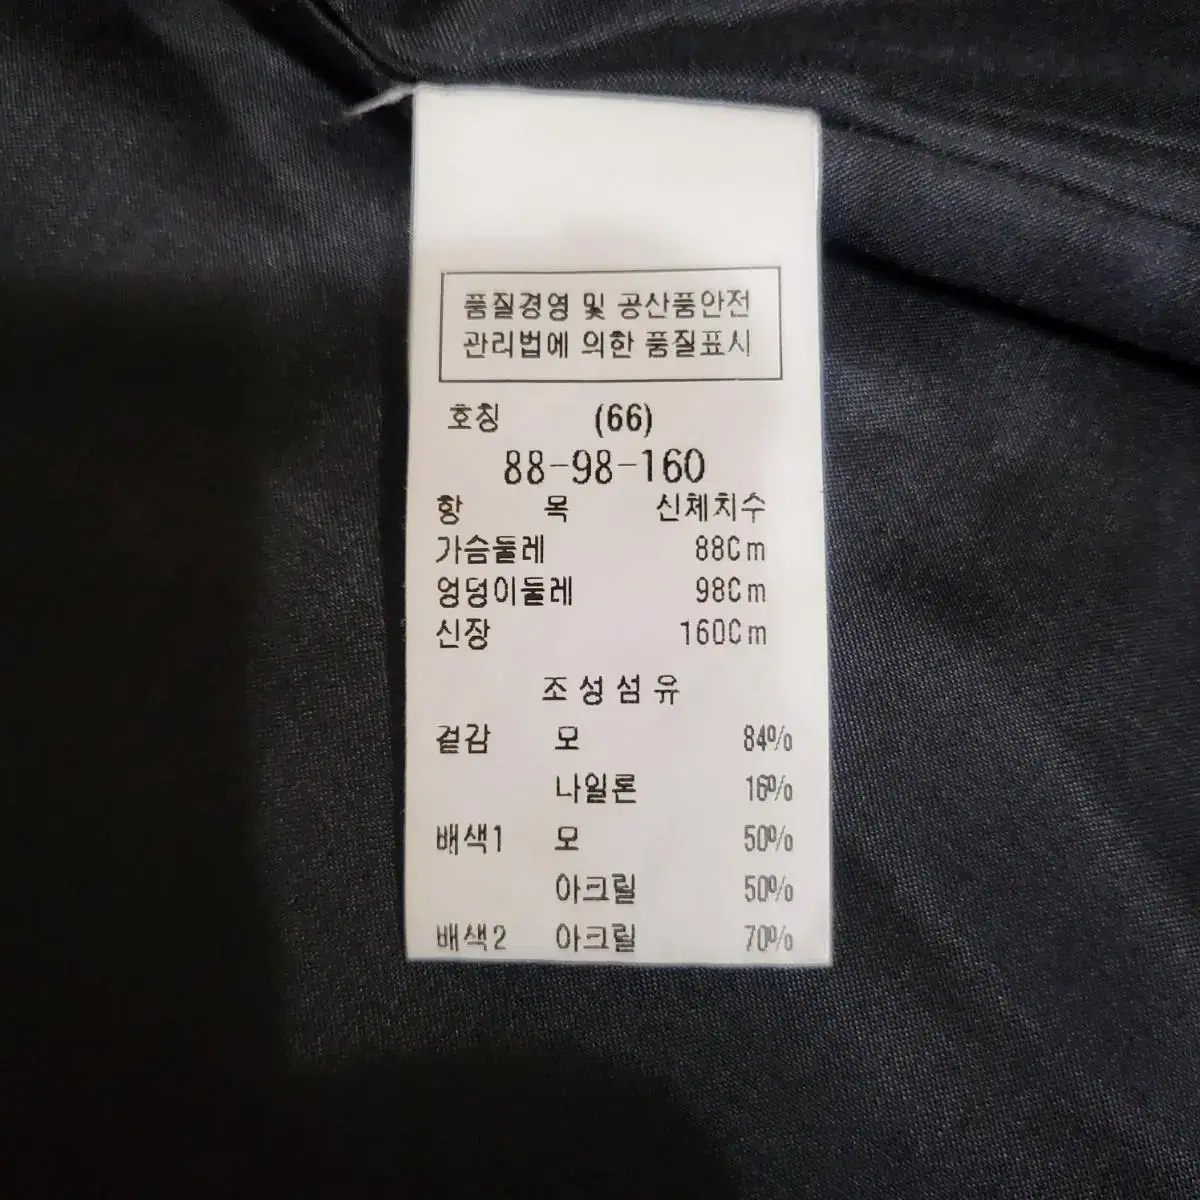 품질경영 및 공산품안전
관리법에 의한 품질표시
호칭 (66)
88-98-160
항 목 신체치수
가슴둘레 88Cm
엉덩이둘레 98Cm
신장 160Cm
조성섬유
겉감 모 84%
나일론 16%
배색1 모 50%
아크릴 50%
배색2 아크릴 70%